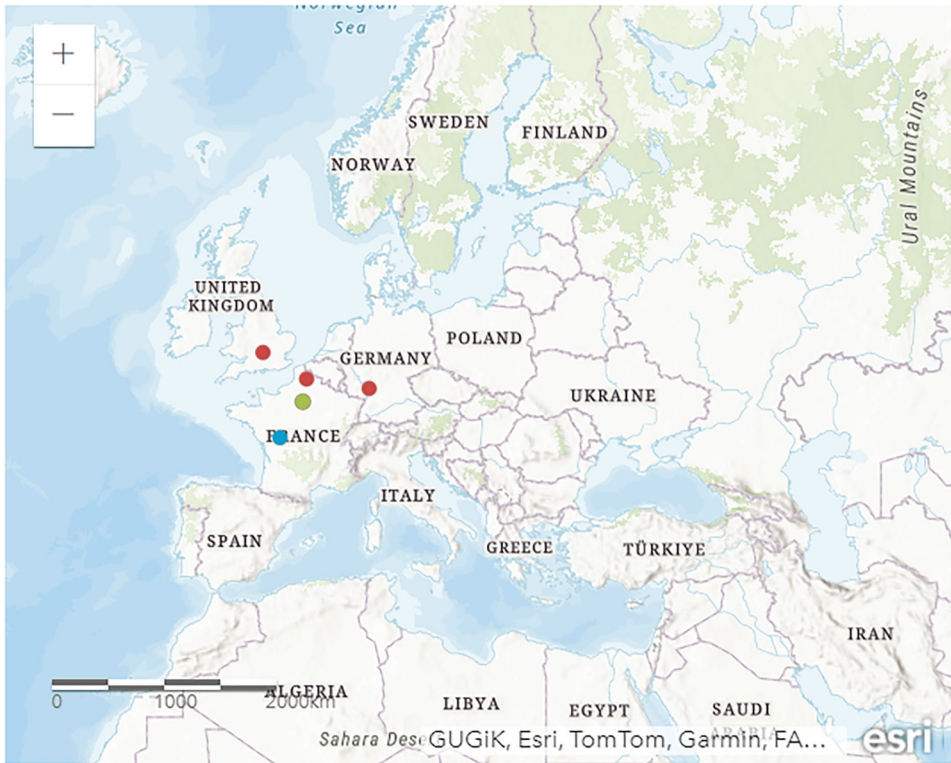 Norwegian
Sea
+
−
SWEDEN
FINLAND
NORWAY
Ural Mountains
UNITED
KINGDOM
POLAND
GERMANY
UKRAINE
FRANCE
ITALY
SPAIN
GREECE
TÜRKIYE
IRAN
ALGERIA
0 1000 2000km
LIBYA
EGYPT
SAUDI
ARABIA
Sahara Dese
GUGiK, Esri, TomTom, Garmin, FA...
esri